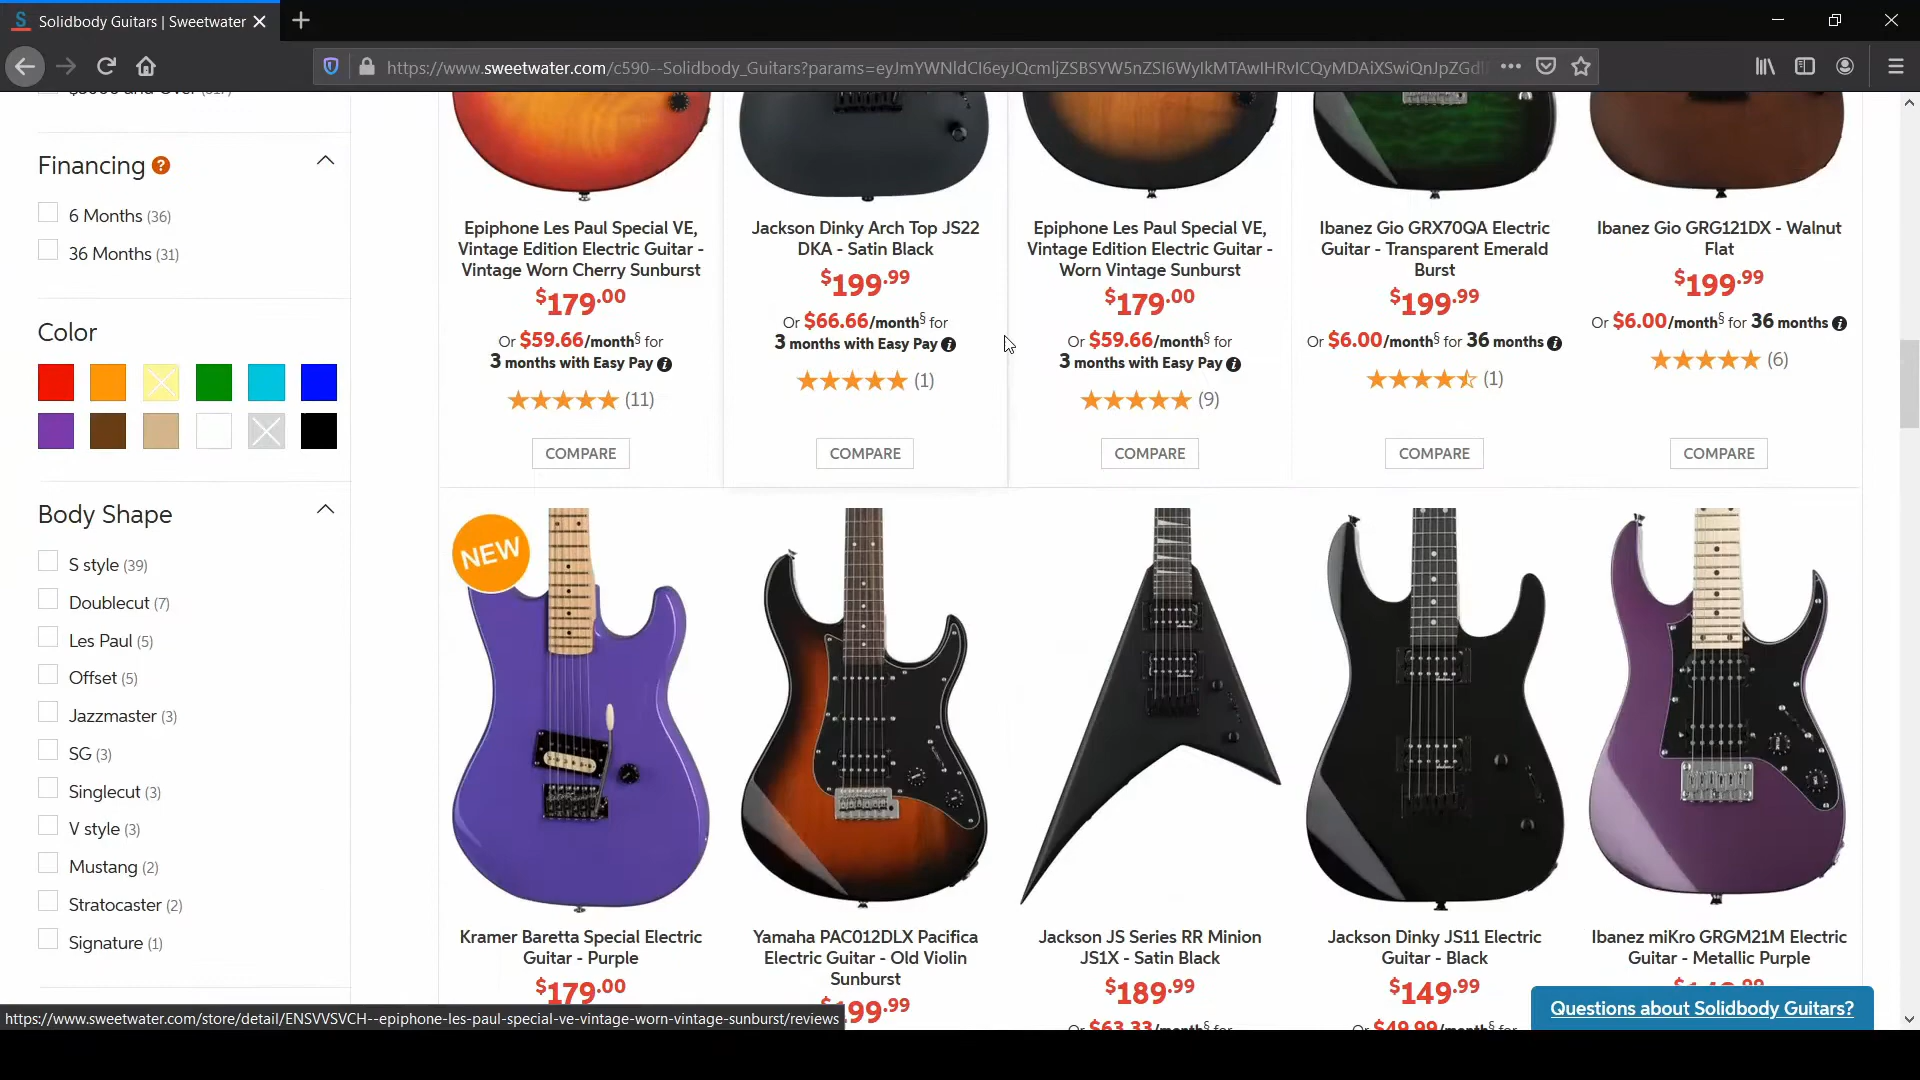 Solidbody Guitars | Sweetwater
https://www.sweetwater.com/c590--Solidbody_Guitars?params=
Financing ?
6 Months (36)
36 Months (31)
Color
Body Shape
S style (39)
Doublecut (7)
Les Paul (5)
Offset (5)
Jazzmaster (3)
SG (3)
Singlecut (3)
V style (3)
Mustang (2)
Stratocaster (2)
Signature (1)
Epiphone Les Paul Special VE,
Vintage Edition Electric Guitar -
Vintage Worn Cherry Sunburst
$179.00
Or $59.66/month§ for
3 months with Easy Pay
(11)
COMPARE
Jackson Dinky Arch Top JS22
DKA - Satin Black
$199.99
Or $66.66/month§ for
3 months with Easy Pay
(1)
COMPARE
Epiphone Les Paul Special VE,
Vintage Edition Electric Guitar -
Worn Vintage Sunburst
$179.00
Or $59.66/month§ for
3 months with Easy Pay
(9)
COMPARE
Ibanez Gio GRX70QA Electric
Guitar - Transparent Emerald
Burst
$199.99
Or $6.00/month§ for 36 months
(1)
COMPARE
Ibanez Gio GRG121DX - Walnut
Flat
$199.99
Or $6.00/month§ for 36 months
(6)
COMPARE
NEW
Kramer Baretta Special Electric
Guitar - Purple
$179.00
Yamaha PAC012DLX Pacifica
Electric Guitar - Old Violin
Sunburst
Jackson JS Series RR Minion
JS1X - Satin Black
$189.99
Or $63.33/month§ for
Jackson Dinky JS11 Electric
Guitar - Black
$149.99
Or $49.99/month§ for
Ibanez miKro GRGM21M Electric
Guitar - Metallic Purple
Questions about Solidbody Guitars?
https://www.sweetwater.com/store/detail/ENSVVSVCH--epiphone-les-paul-special-ve-vintage-worn-vintage-sunburst/reviews